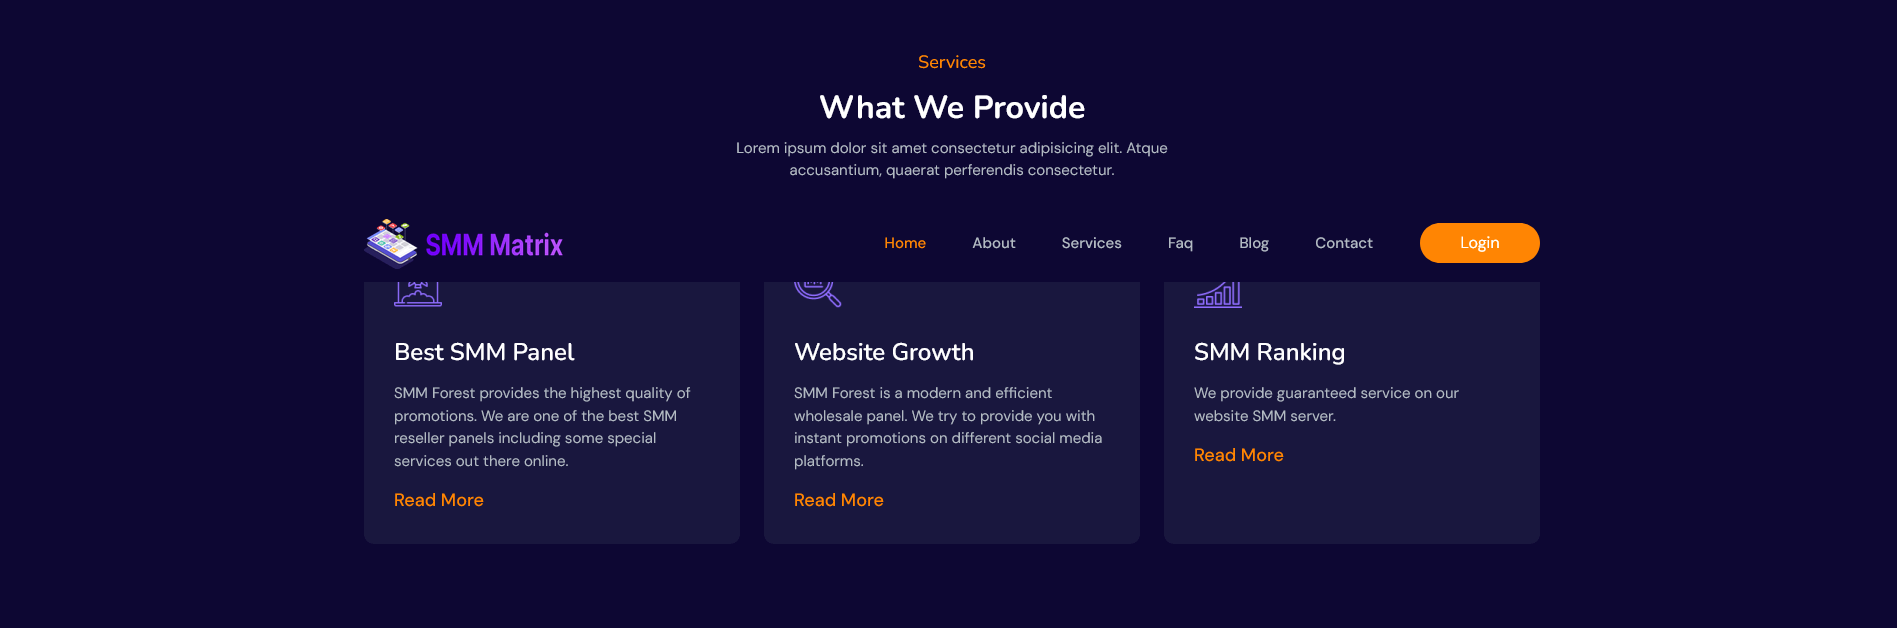 Services
What We Provide
Lorem ipsum dolor sit amet consectetur adipisicing elit. Atque
accusantium, quaerat perferendis consectetur.
SMM Matrix
Home
About
Services
Faq
Blog
Contact
Login
Best SMM Panel
SMM Forest provides the highest quality of
promotions. We are one of the best SMM
reseller panels including some special
services out there online.
Read More
Website Growth
SMM Forest is a modern and efficient
wholesale panel. We try to provide you with
instant promotions on different social media
platforms.
Read More
SMM Ranking
We provide guaranteed service on our
website SMM server.
Read More